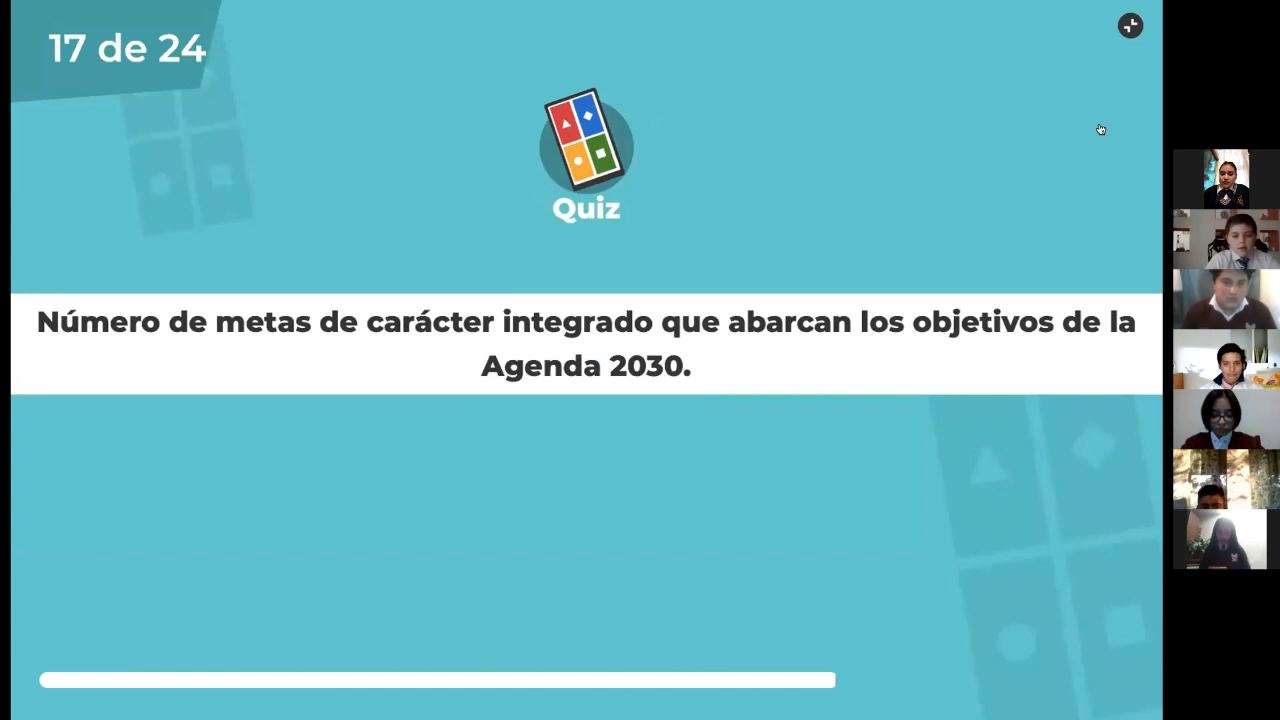 17 de 24
Quiz
Número de metas de carácter integrado que abarcan los objetivos de la
Agenda 2030.